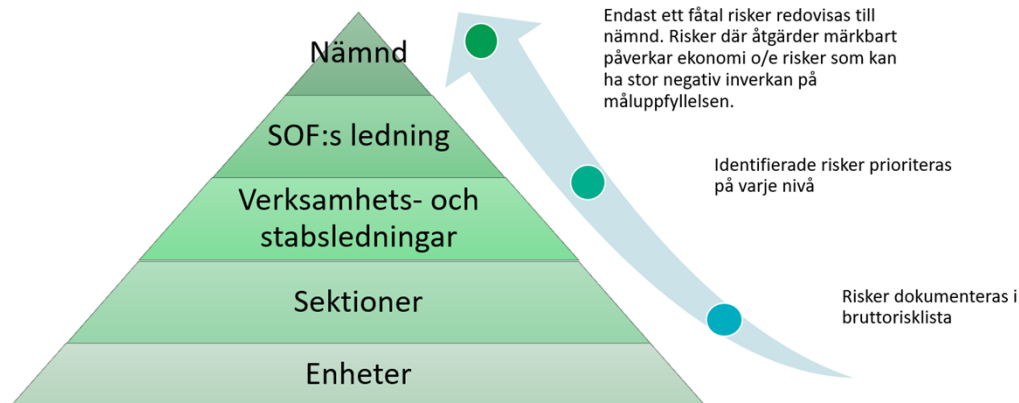 Nämnd
SOF:s ledning
Verksamhets- och
stabsledningar
Sektioner
Enheter
Endast ett fåtal risker redovisas till
nämnd. Risker där åtgärder märkbart
påverkar ekonomi o/e risker som kan
ha stor negativ inverkan på
måluppfyllelsen.
Identifierade risker prioriteras
på varje nivå
Risker dokumenteras i
bruttorisklista